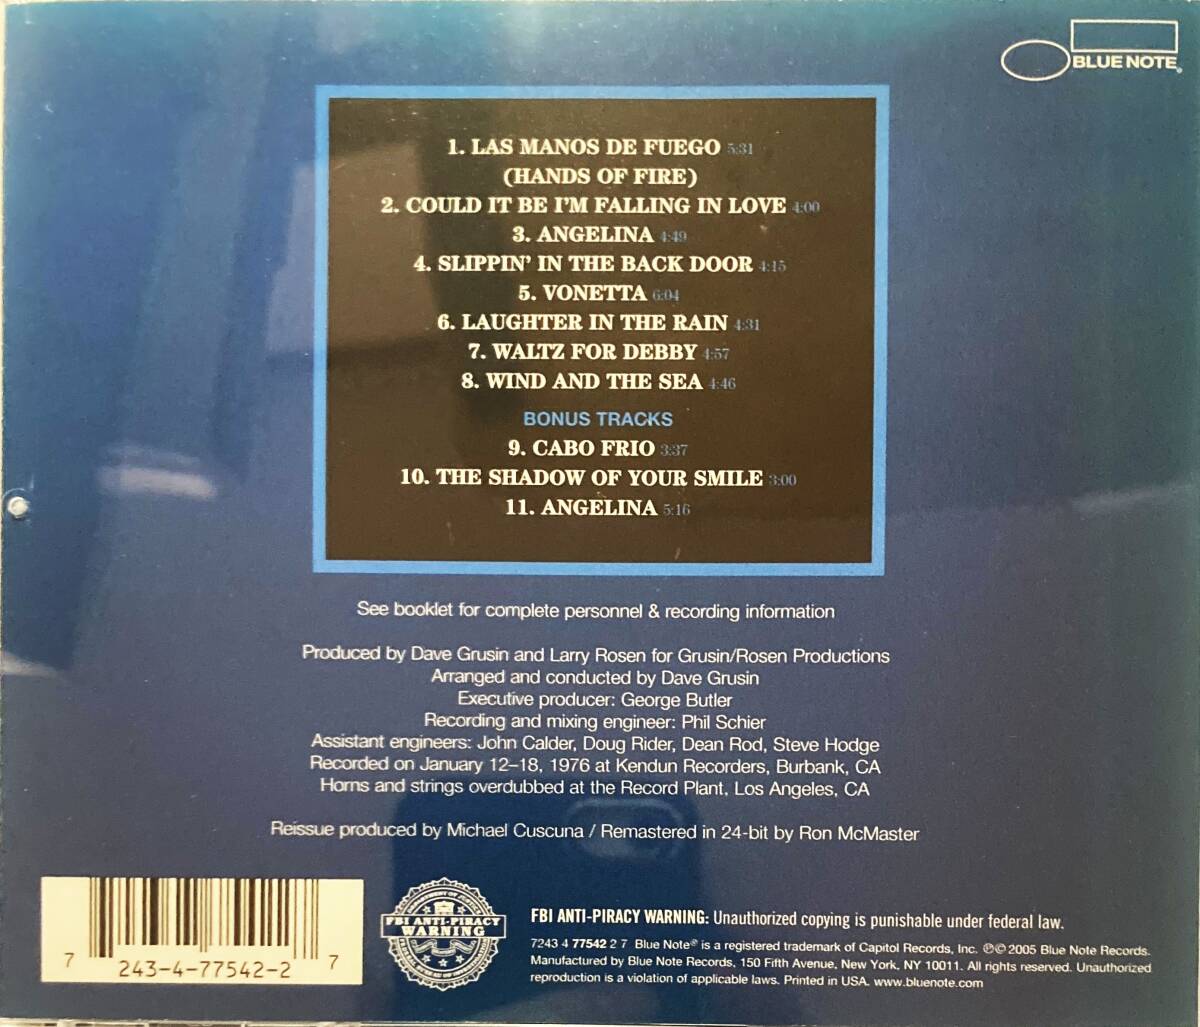 BLUE NOTE®
1. LAS MANOS DE FUEGO 5:31
(HANDS OF FIRE)
2. COULD IT BE I'M FALLING IN LOVE 4:00
3. ANGELINA 4:49
4. SLIPPIN' IN THE BACK DOOR 4:15
5. VONETTA 6:04
6. LAUGHTER IN THE RAIN 4:31
7. WALTZ FOR DEBBY 4:57
8. WIND AND THE SEA 4:46
BONUS TRACKS
9. CABO FRIO 3:37
10. THE SHADOW OF YOUR SMILE 3:00
11. ANGELINA 5:16
See booklet for complete personnel & recording information
Produced by Dave Grusin and Larry Rosen for Grusin/Rosen Productions
Arranged and conducted by Dave Grusin
Executive producer: George Butler
Recording and mixing engineer: Phil Schier
Assistant engineers: John Calder, Doug Rider, Dean Rod, Steve Hodge
Recorded on January 12–18, 1976 at Kendun Recorders, Burbank, CA
Horns and strings overdubbed at the Record Plant, Los Angeles, CA
Reissue produced by Michael Cuscuna / Remastered in 24-bit by Ron McMaster
7 243-4-77542-2 7
FBI ANTI-PIRACY
WARNING
FBI ANTI-PIRACY WARNING: Unauthorized copying is punishable under federal law.
7243 4 77542 2 7 Blue Note® is a registered trademark of Capitol Records, Inc. ℗© 2005 Blue Note Records.
Manufactured by Blue Note Records, 150 Fifth Avenue, New York, NY 10011. All rights reserved. Unauthorized
reproduction is a violation of applicable laws. Printed in USA. www.bluenote.com